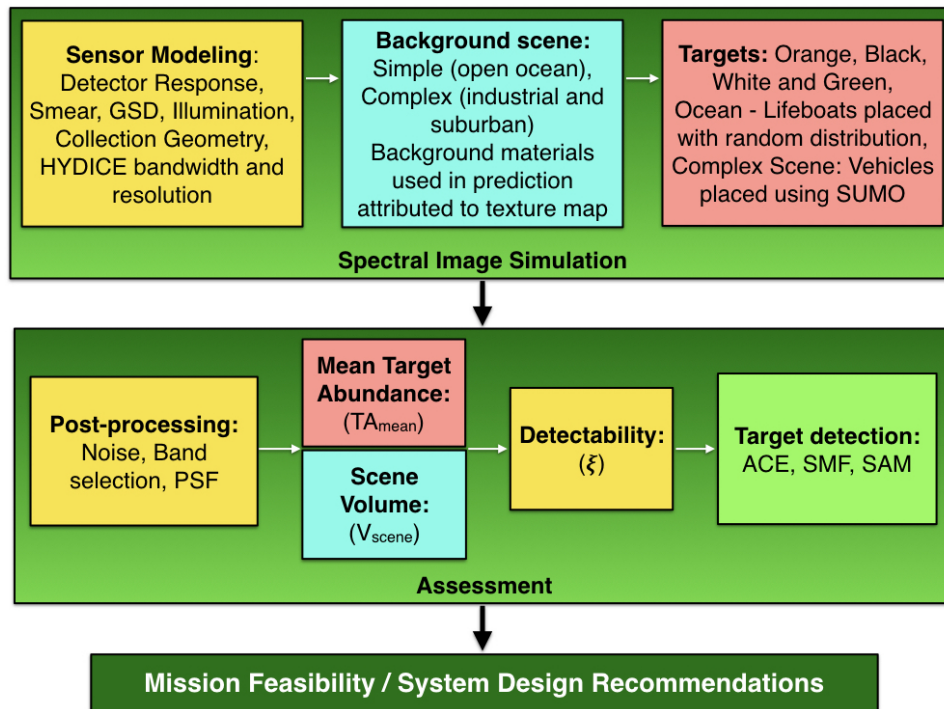 Sensor Modeling:
Detector Response,
Smear, GSD, Illumination,
Collection Geometry,
HYDICE bandwidth and
resolution
Background scene:
Simple (open ocean),
Complex (industrial and
suburban)
Background materials
used in prediction
attributed to texture map
Targets: Orange, Black,
White and Green,
Ocean - Lifeboats placed
with random distribution,
Complex Scene: Vehicles
placed using SUMO
Spectral Image Simulation
Post-processing:
Noise, Band
selection, PSF
Mean Target
Abundance:
(TAmean)
Scene
Volume:
(Vscene)
Detectability:
(ξ)
Target detection:
ACE, SMF, SAM
Assessment
Mission Feasibility / System Design Recommendations